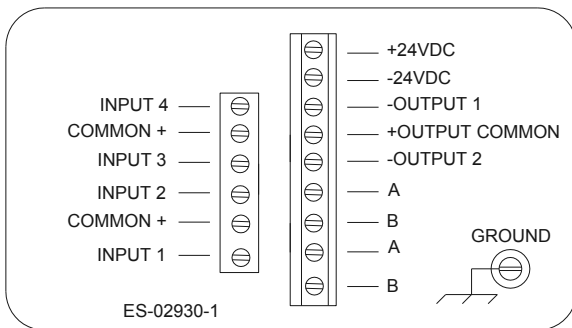 INPUT 4
COMMON +
INPUT 3
INPUT 2
COMMON +
INPUT 1
+24VDC
-24VDC
-OUTPUT 1
+OUTPUT COMMON
-OUTPUT 2
A
B
A
B
GROUND
ES-02930-1